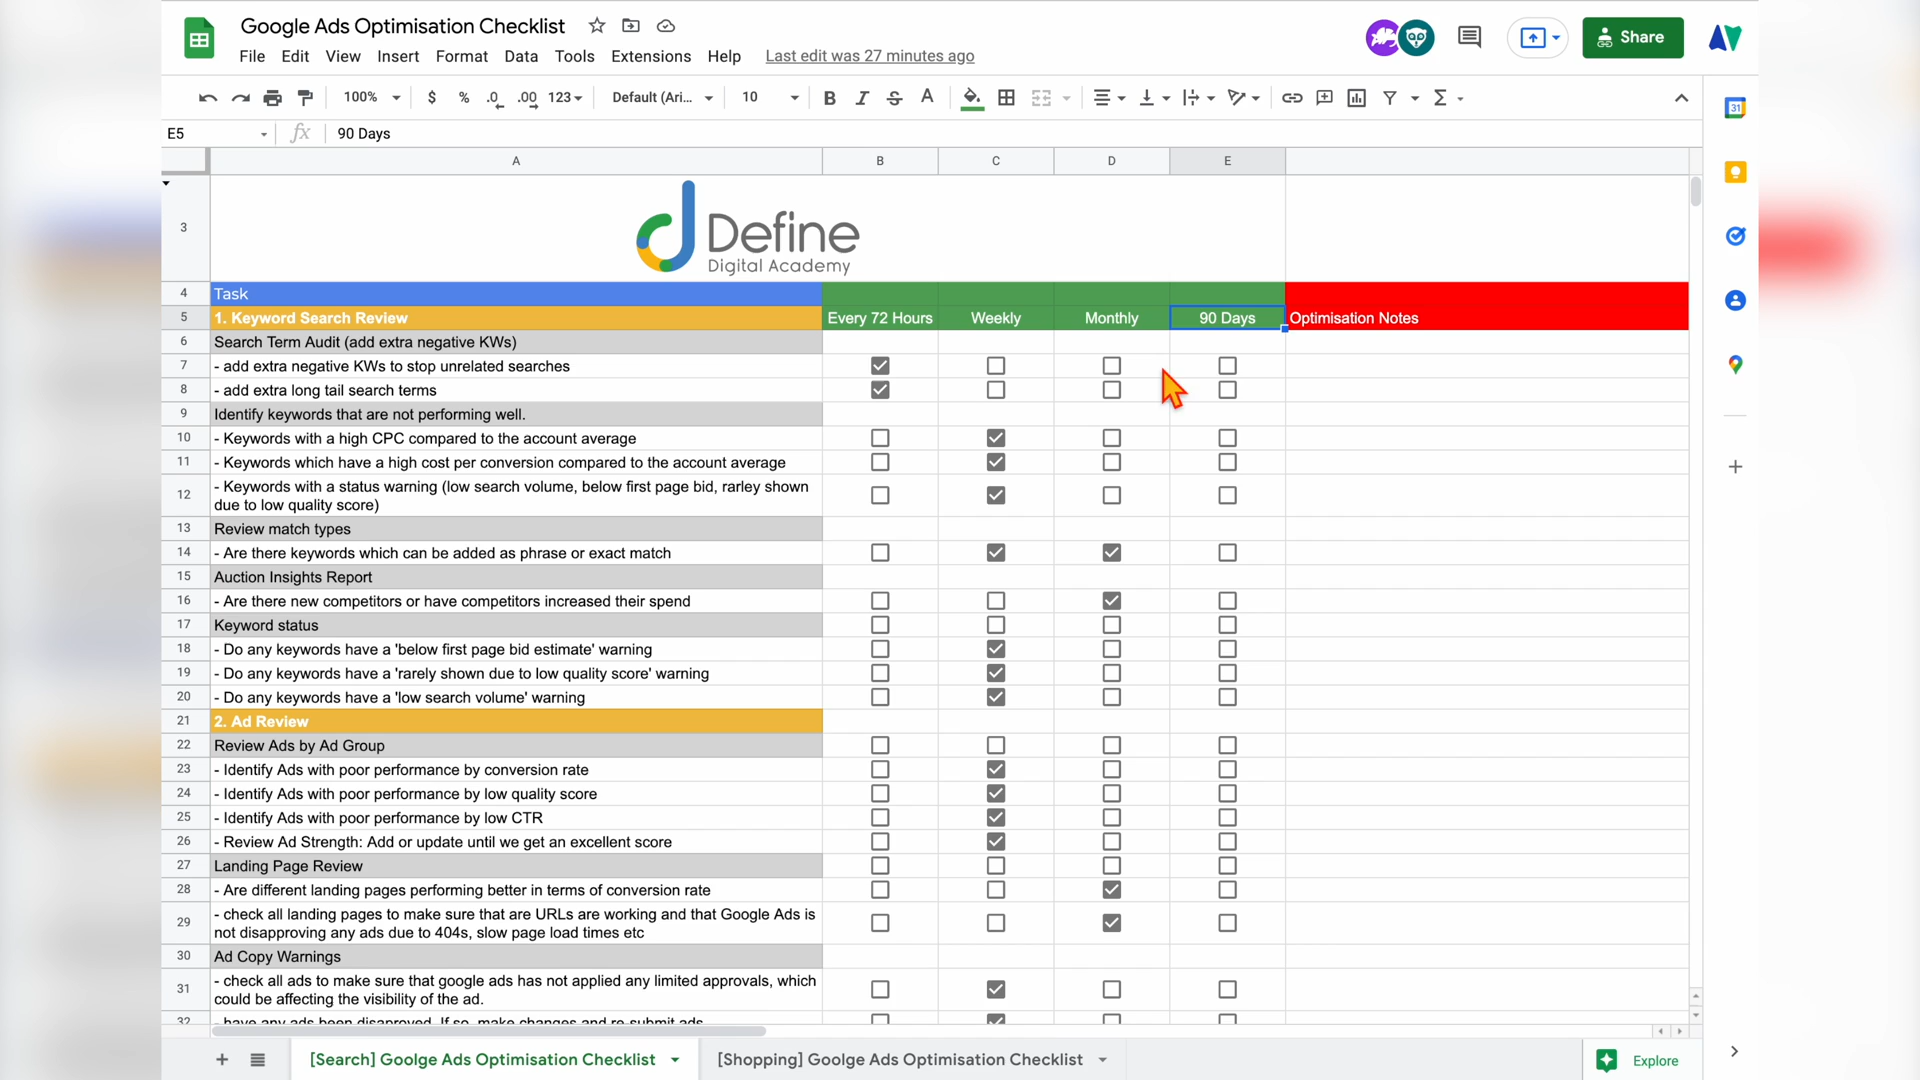 Google Ads Optimisation Checklist
File Edit View Insert Format Data Tools Extensions Help Last edit was 27 minutes ago
Share
100% $ % .0 .00 123 Default (Ari... 10 B I S A Σ
E5 fx 90 Days
31
A B C D E
3
Define
Digital Academy
4 Task
5 1. Keyword Search Review Every 72 Hours Weekly Monthly 90 Days Optimisation Notes
6 Search Term Audit (add extra negative KWs)
7 - add extra negative KWs to stop unrelated searches
8 - add extra long tail search terms
9 Identify keywords that are not performing well.
10 - Keywords with a high CPC compared to the account average
11 - Keywords which have a high cost per conversion compared to the account average
12 - Keywords with a status warning (low search volume, below first page bid, rarley shown
due to low quality score)
13 Review match types
14 - Are there keywords which can be added as phrase or exact match
15 Auction Insights Report
16 - Are there new competitors or have competitors increased their spend
17 Keyword status
18 - Do any keywords have a 'below first page bid estimate' warning
19 - Do any keywords have a 'rarely shown due to low quality score' warning
20 - Do any keywords have a 'low search volume' warning
21 2. Ad Review
22 Review Ads by Ad Group
23 - Identify Ads with poor performance by conversion rate
24 - Identify Ads with poor performance by low quality score
25 - Identify Ads with poor performance by low CTR
26 - Review Ad Strength: Add or update until we get an excellent score
27 Landing Page Review
28 - Are different landing pages performing better in terms of conversion rate
29 - check all landing pages to make sure that are URLs are working and that Google Ads is
not disapproving any ads due to 404s, slow page load times etc
30 Ad Copy Warnings
31 - check all ads to make sure that google ads has not applied any limited approvals, which
could be affecting the visibility of the ad.
32 - have any ads been disaproved. If so, make changes and re-submit ads
[Search] Goolge Ads Optimisation Checklist [Shopping] Goolge Ads Optimisation Checklist Explore